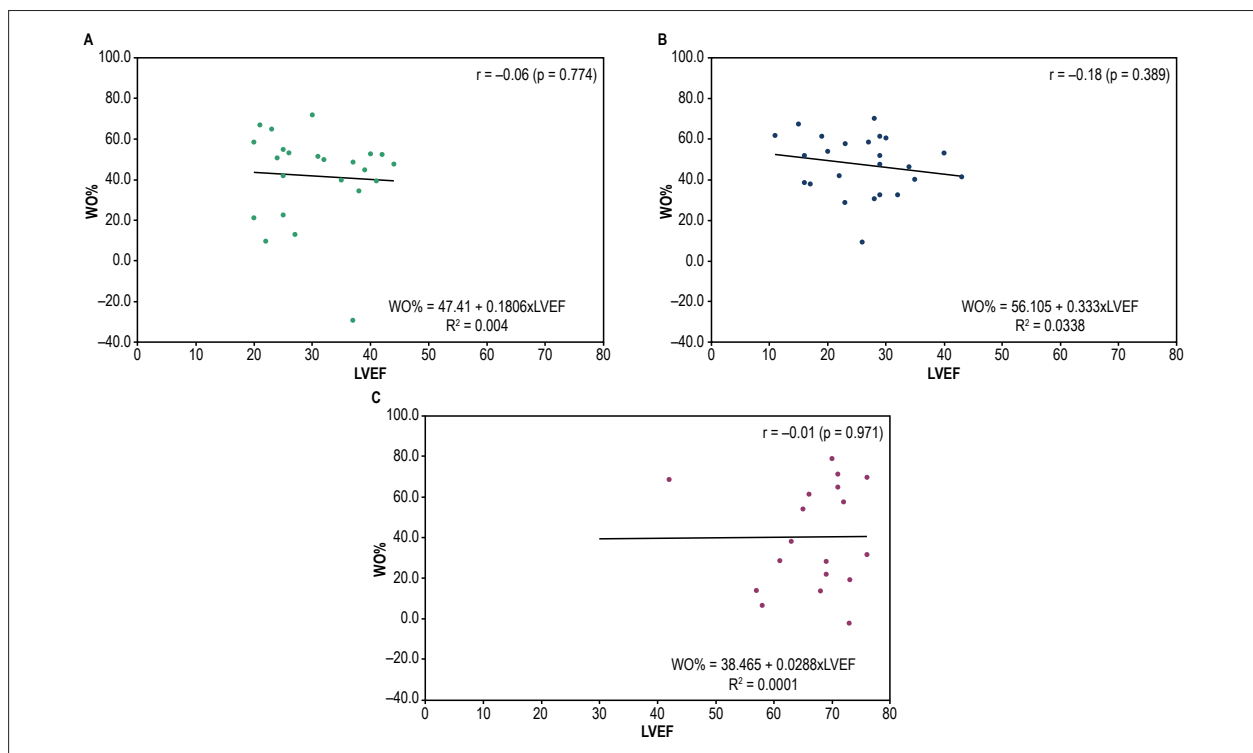 A
100.0
80.0
60.0
40.0
20.0
0.0
–20.0
–40.0
WO%
r = –0.06 (p = 0.774)
WO% = 47.41 + 0.1806xLVEF
R² = 0.004
0 10 20 30 40 50 60 70 80
LVEF
B
100.0
80.0
60.0
40.0
20.0
0.0
–20.0
–40.0
WO%
r = –0.18 (p = 0.389)
WO% = 56.105 + 0.333xLVEF
R² = 0.0338
0 10 20 30 40 50 60 70 80
LVEF
C
100.0
80.0
60.0
40.0
20.0
0.0
–20.0
–40.0
WO%
r = –0.01 (p = 0.971)
WO% = 38.465 + 0.0288xLVEF
R² = 0.0001
0 10 20 30 40 50 60 70 80
LVEF